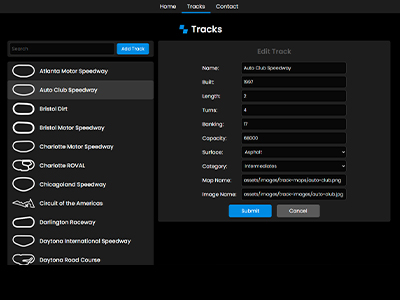 Home Tracks Contact
Tracks
Search
Add Track
Atlanta Motor Speedway
Auto Club Speedway
Bristol Dirt
Bristol Motor Speedway
Charlotte Motor Speedway
Charlotte ROVAL
Chicagoland Speedway
Circuit of the Americas
Darlington Raceway
Daytona International Speedway
Daytona Road Course
Edit Track
Name: Auto Club Speedway
Built: 1997
Length: 2
Turns: 4
Banking: 17
Capacity: 68000
Surface: Asphalt
Category: Intermediates
Map Name: assets/images/track-maps/auto-club.png
Image Name: assets/images/track-images/auto-club.jpg
Submit Cancel